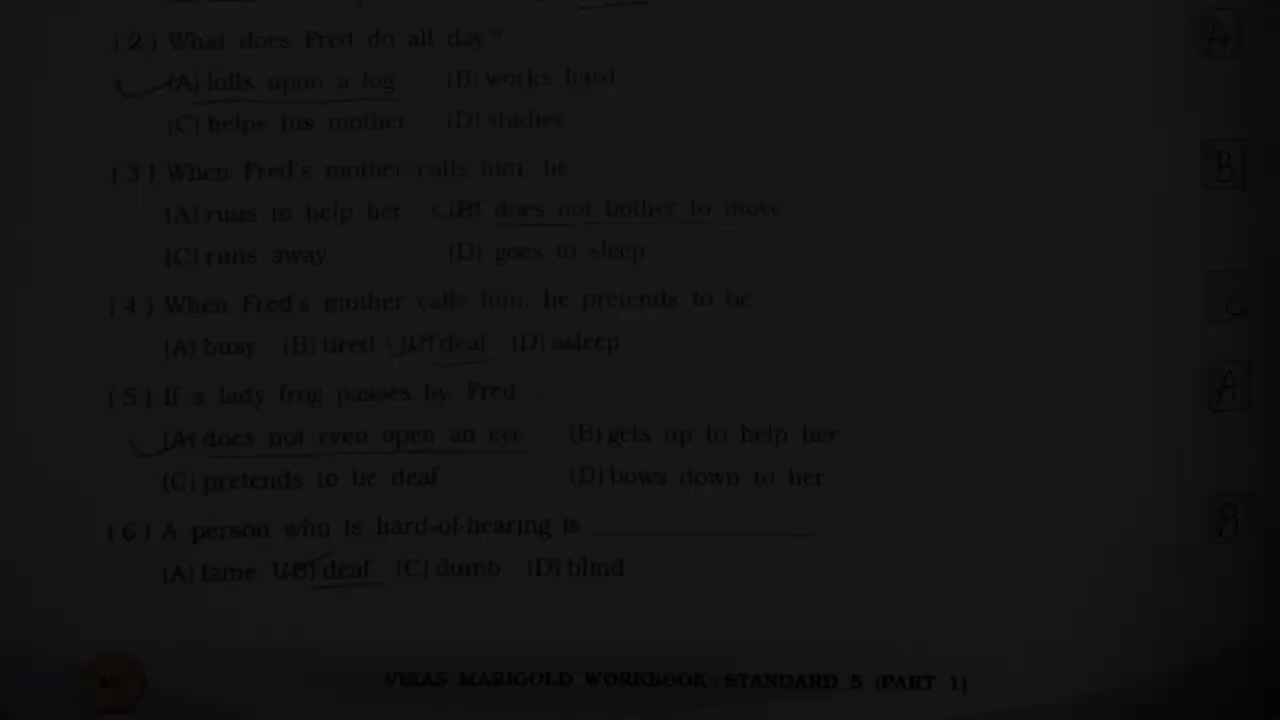 (2) What does Fred do all day? A
(A) lolls upon a log (B) works hard
(C) helps his mother (D) studies
(3) When Fred's mother calls him, he B
(A) runs to help her (B) does not bother to move
(C) runs away (D) goes to sleep
(4) When Fred's mother calls him, he pretends to be C
(A) busy (B) tired (C) deaf (D) asleep
(5) If a lady frog passes by, Fred .... A
(A) does not even open an eye (B) gets up to help her
(C) pretends to be deaf (D) bows down to her
(6) A person who is hard-of-hearing is ____________ B
(A) lame (B) deaf (C) dumb (D) blind
VIKAS MARIGOLD WORKBOOK : STANDARD 5 (PART 1)